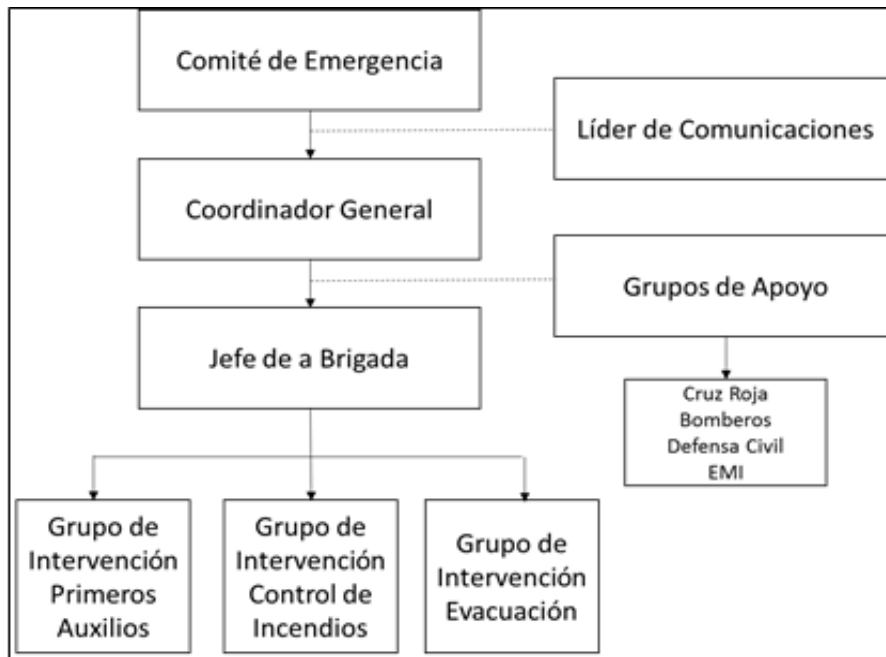 Comité de Emergencia
Líder de Comunicaciones
Coordinador General
Grupos de Apoyo
Jefe de a Brigada
Cruz Roja
Bomberos
Defensa Civil
EMI
Grupo de
Intervención
Primeros
Auxilios
Grupo de
Intervención
Control de
Incendios
Grupo de
Intervención
Evacuación